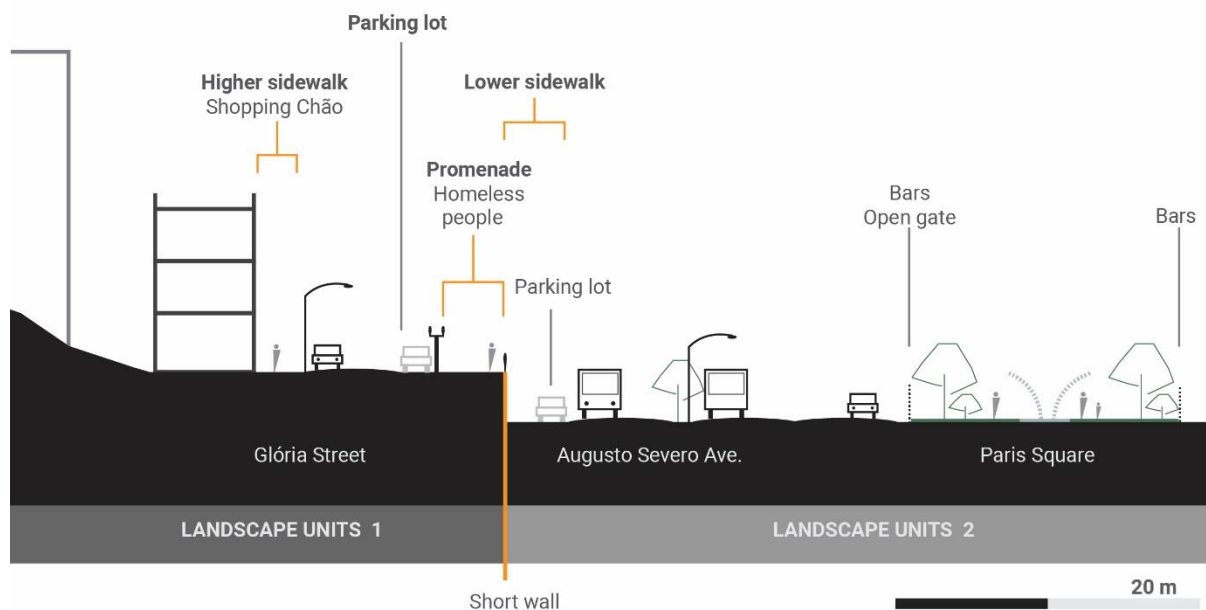 Parking lot
Higher sidewalk
Shopping Chão
Lower sidewalk
Promenade
Homeless
people
Parking lot
Bars
Open gate
Bars
Glória Street
Augusto Severo Ave.
Paris Square
LANDSCAPE UNITS 1
LANDSCAPE UNITS 2
Short wall
20 m